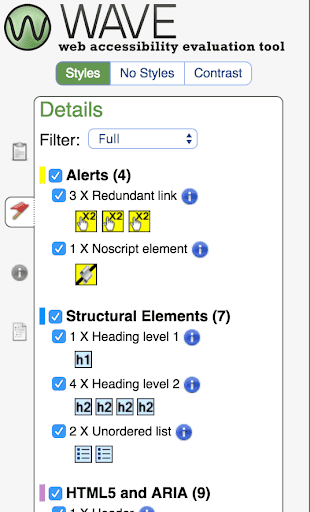 WAVE
web accessibility evaluation tool
Styles No Styles Contrast
Details
Filter: Full
Alerts (4)
3 X Redundant link
X2 X2 X2
1 X Noscript element
Structural Elements (7)
1 X Heading level 1
h1
4 X Heading level 2
h2 h2 h2 h2
2 X Unordered list
HTML5 and ARIA (9)
1 X Header